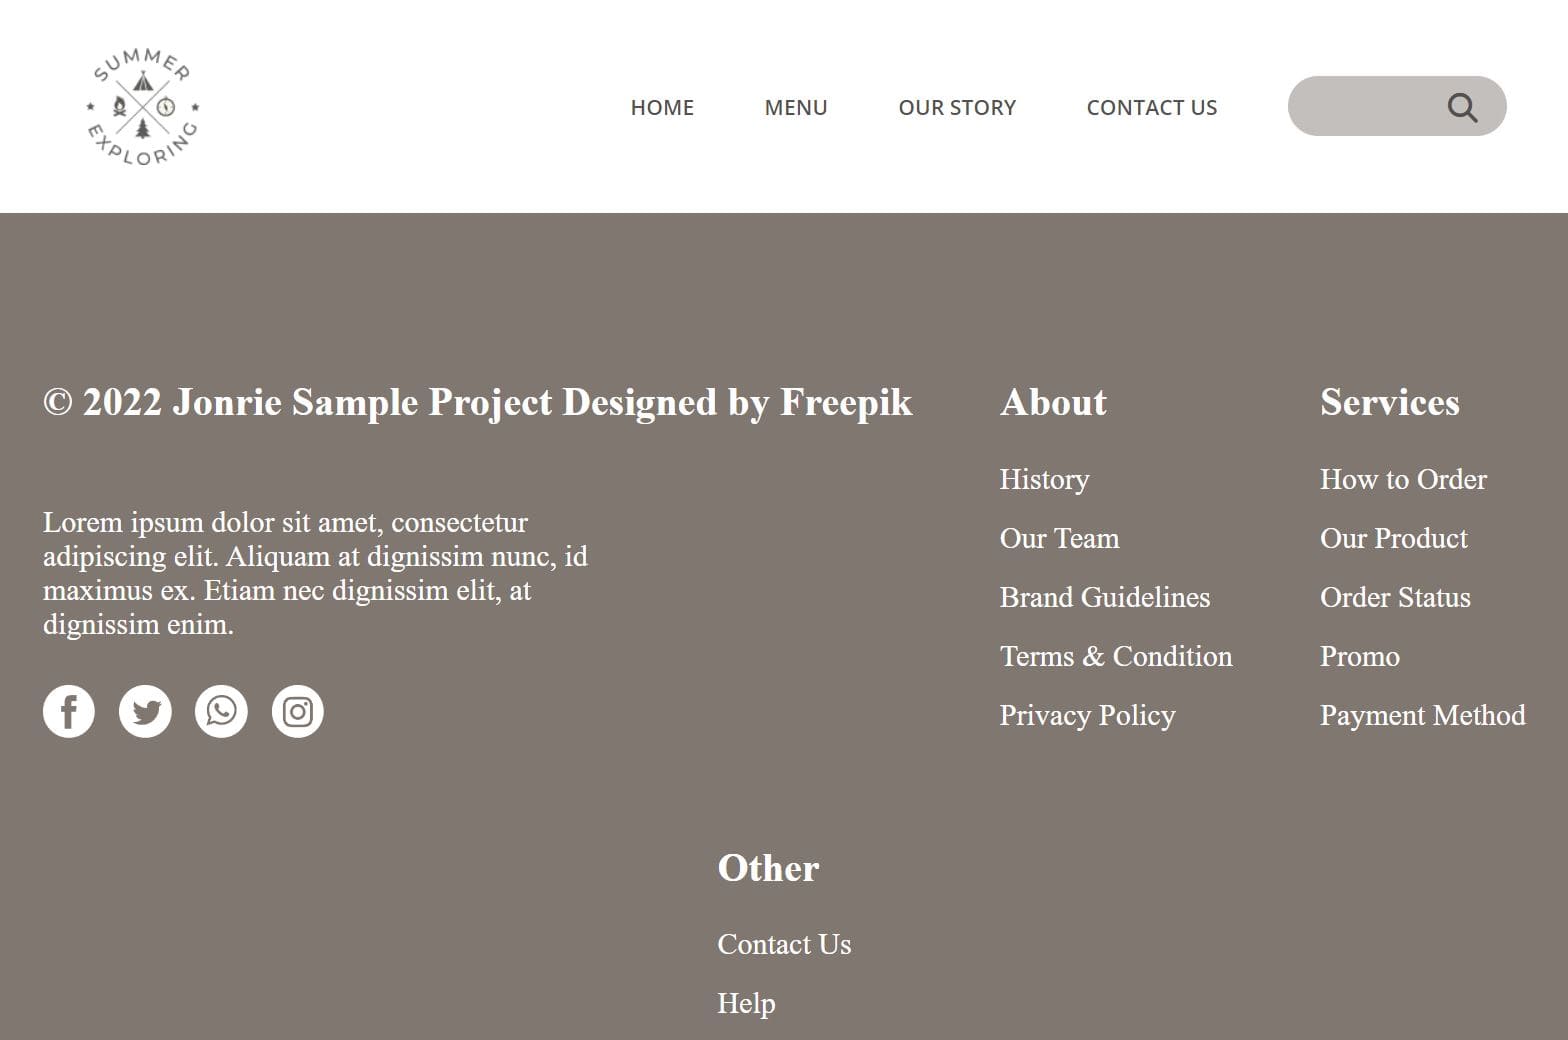 SUMMER
EXPLORING
HOME
MENU
OUR STORY
CONTACT US
© 2022 Jonrie Sample Project Designed by Freepik
Lorem ipsum dolor sit amet, consectetur
adipiscing elit. Aliquam at dignissim nunc, id
maximus ex. Etiam nec dignissim elit, at
dignissim enim.
About
History
Our Team
Brand Guidelines
Terms & Condition
Privacy Policy
Services
How to Order
Our Product
Order Status
Promo
Payment Method
Other
Contact Us
Help